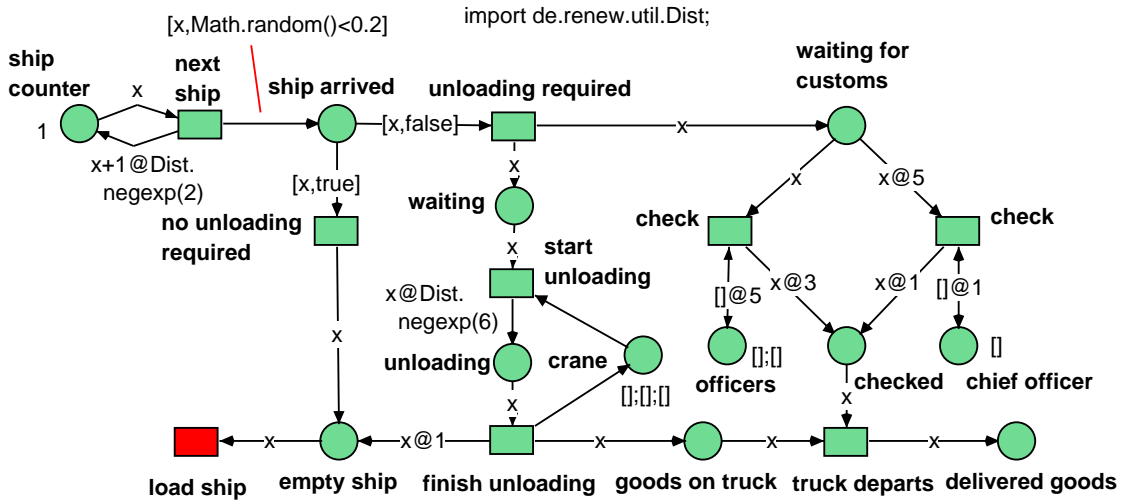 import de.renew.util.Dist;
[x,Math.random()<0.2]
ship
counter
next
ship
ship arrived
unloading required
waiting for
customs
x
1
[x,false]
x
x+1@Dist.
negexp(2)
[x,true]
x
x
x@5
waiting
no unloading
required
check
check
x
start
unloading
x@Dist.
negexp(6)
x@3
x@1
[]@5
[]@1
x
unloading
crane
[];[]
[]
officers
checked
chief officer
[];[];[]
x
x
x
x@1
x
x
x
load ship
empty ship
finish unloading
goods on truck
truck departs
delivered goods